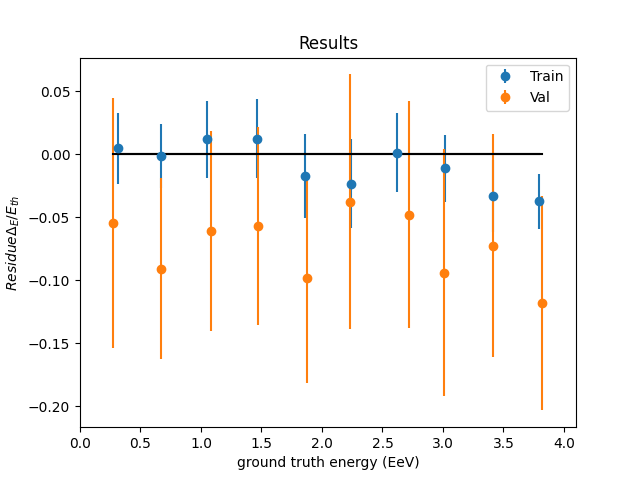 Results
Train
Val
0.05
0.00
−0.05
−0.10
−0.15
−0.20
Residue Δ_E/E_th
0.0 0.5 1.0 1.5 2.0 2.5 3.0 3.5 4.0
ground truth energy (EeV)